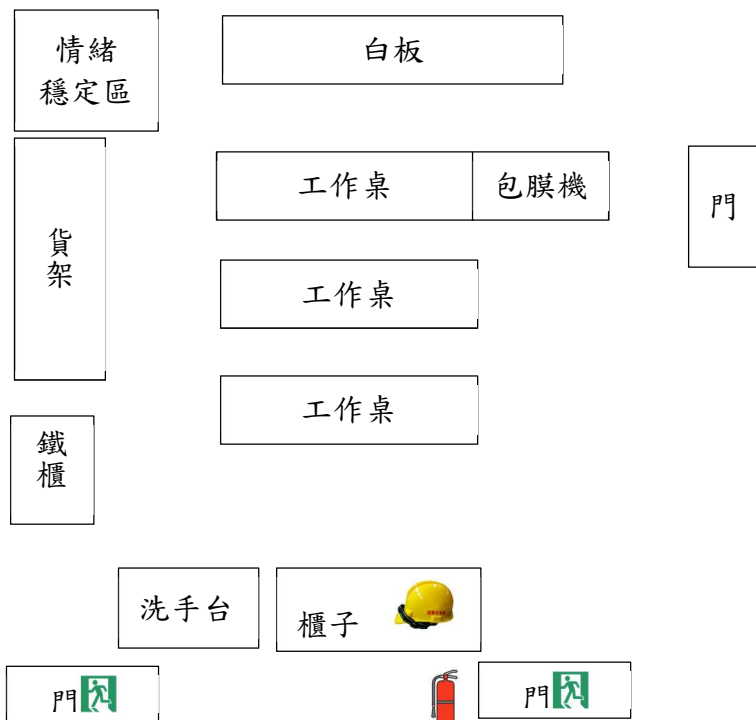 情緒
穩定區
白板
工作桌
包膜機
門
貨
架
工作桌
工作桌
鐵
櫃
洗手台
櫃子
門
門